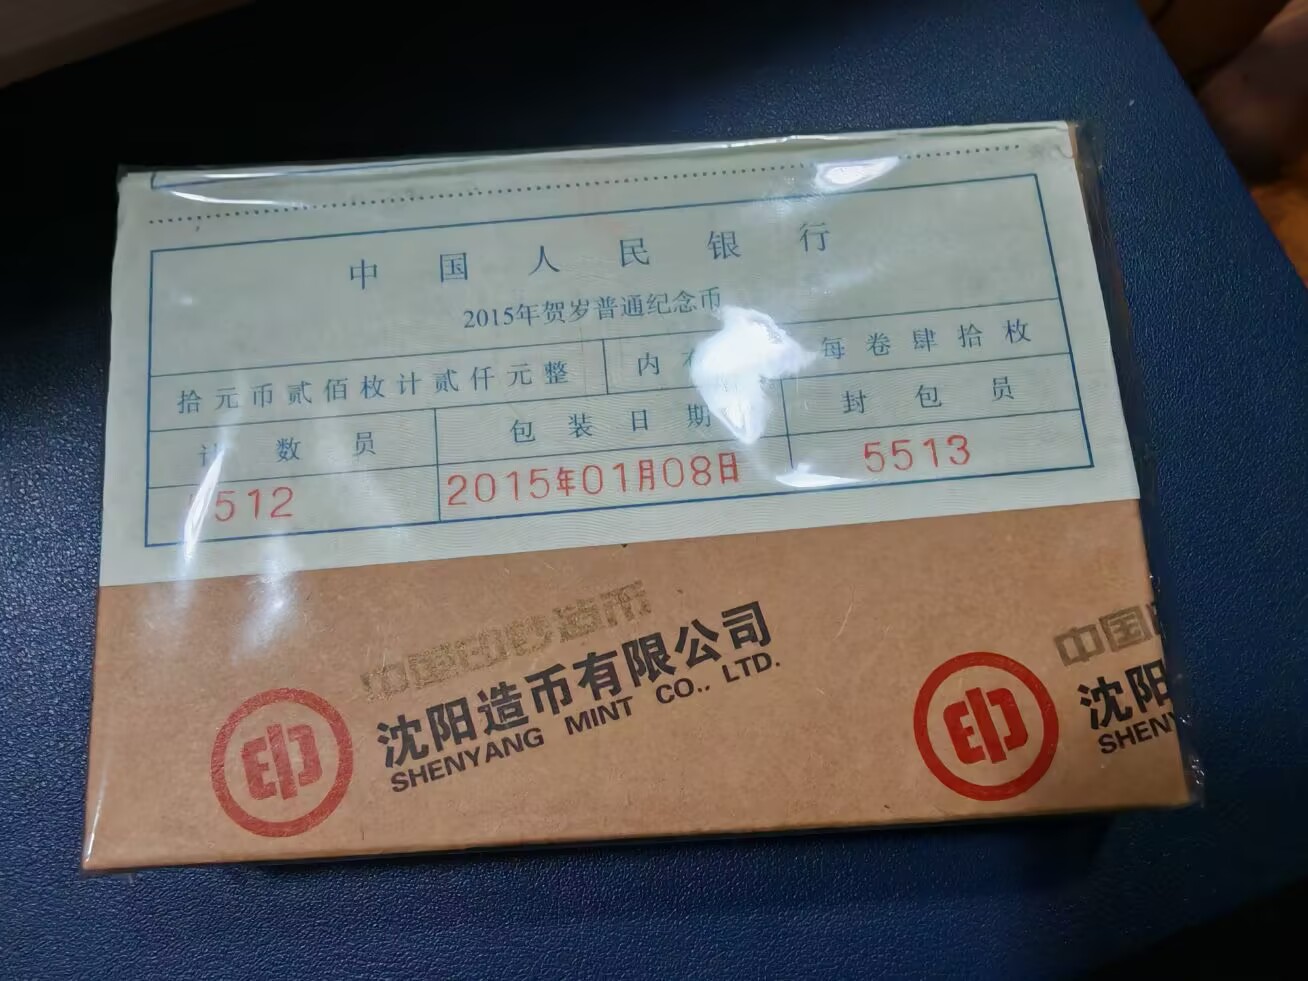 中国人民银行
2015年贺岁普通纪念币
拾元币贰佰枚计贰仟元整
内
每卷肆拾枚
计数员
包装日期
封包员
512
2015年01月08日
5513
中国印钞造币
沈阳造币有限公司
SHENYANG MINT CO., LTD.
中国
沈阳
SHEN